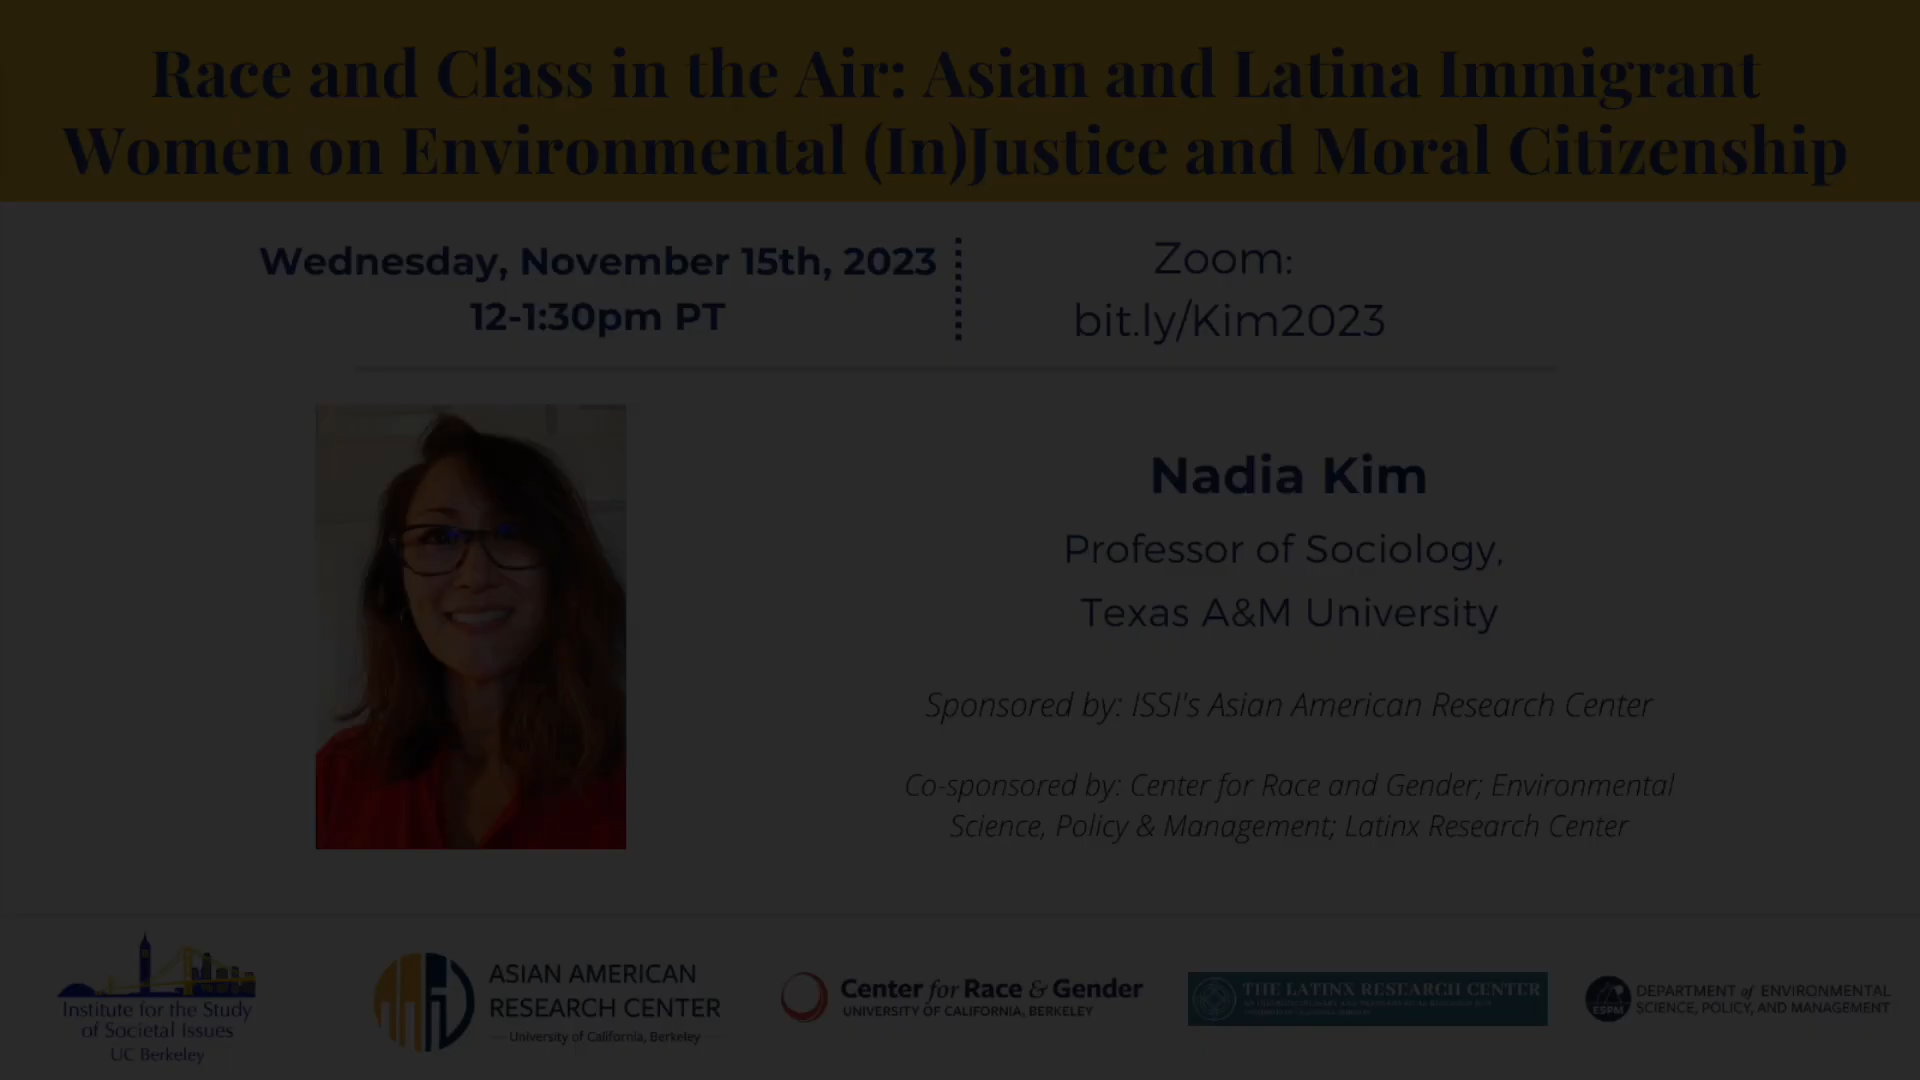 Race and Class in the Air: Asian and Latina Immigrant
Women on Environmental (In)Justice and Moral Citizenship
Wednesday, November 15th, 2023
12-1:30pm PT
Zoom:
bit.ly/Kim2023
Nadia Kim
Professor of Sociology,
Texas A&M University
Sponsored by: ISSI's Asian American Research Center
Co-sponsored by: Center for Race and Gender; Environmental
Science, Policy & Management; Latinx Research Center
Institute for the Study
of Societal Issues
UC Berkeley
ASIAN AMERICAN
RESEARCH CENTER
University of California, Berkeley
Center for Race & Gender
UNIVERSITY OF CALIFORNIA, BERKELEY
THE LATINX RESEARCH CENTER
ESPM
DEPARTMENT of ENVIRONMENTAL
SCIENCE, POLICY, AND MANAGEMENT